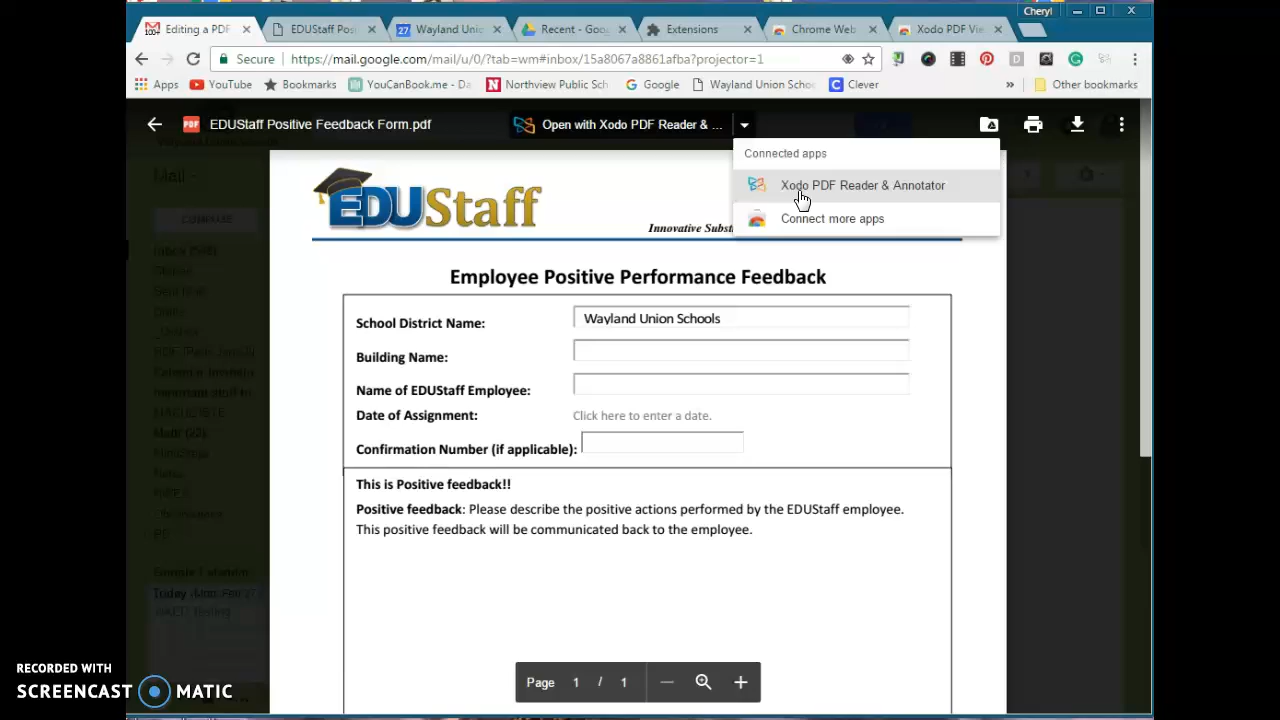 Cheryl
Editing a PDF
EDUStaff Posi
Wayland Unic
Recent - Goo
Extensions
Chrome Web
Xodo PDF Vie
Secure
https://mail.google.com/mail/u/0/?tab=wm#inbox/15a8067a8861afba?projector=1
Apps
YouTube
Bookmarks
YouCanBook.me - Da
Northview Public Sch
Google
Wayland Union Schoo
Clever
»
Other bookmarks
PDF
EDUStaff Positive Feedback Form.pdf
Open with Xodo PDF Reader & ...
Connected apps
Xodo PDF Reader & Annotator
Connect more apps
Mail
COMPOSE
EDUStaff
Innovative Subst
Employee Positive Performance Feedback
School District Name:
Wayland Union Schools
Building Name:
Name of EDUStaff Employee:
Date of Assignment:
Click here to enter a date.
Confirmation Number (if applicable):
This is Positive feedback!!
Positive feedback: Please describe the positive actions performed by the EDUStaff employee.
This positive feedback will be communicated back to the employee.
Page 1 / 1
RECORDED WITH
SCREENCAST MATIC